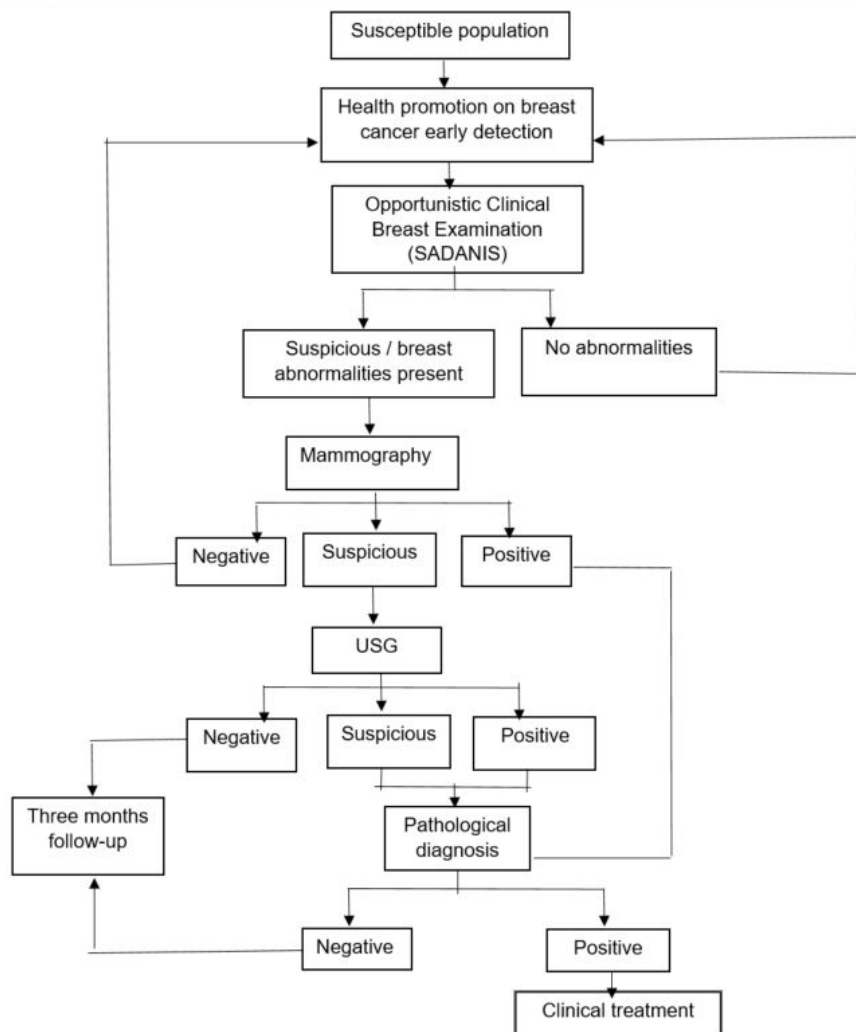 Susceptible population
Health promotion on breast
cancer early detection
Opportunistic Clinical
Breast Examination
(SADANIS)
Suspicious / breast
abnormalities present
No abnormalities
Mammography
Negative
Suspicious
Positive
USG
Negative
Suspicious
Positive
Three months
follow-up
Pathological
diagnosis
Negative
Positive
Clinical treatment